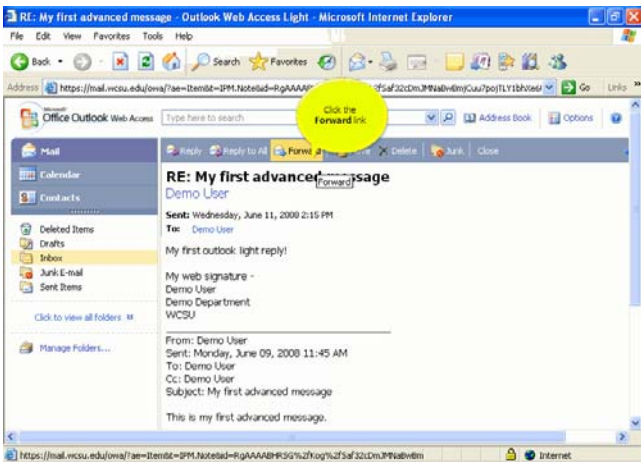 RE: My first advanced message - Outlook Web Access Light - Microsoft Internet Explorer
File Edit View Favorites Tools Help
Back Search Favorites
Address https://mail.wcsu.edu/owa/?ae=Item&t=IPM.Note&id=RgAAAAB Go Links
Click the
Forward link
Microsoft
Office Outlook Web Access Type here to search Address Book Options
Mail Reply Reply to All Forward Delete Junk Close
Calendar
Contacts
RE: My first advanced message
Forward
Demo User
Sent: Wednesday, June 11, 2008 2:15 PM
To: Demo User
Deleted Items
Drafts
Inbox
Junk E-mail
Sent Items
Click to view all folders
Manage Folders...
My first outlook light reply!
My web signature -
Demo User
Demo Department
WCSU
From: Demo User
Sent: Monday, June 09, 2008 11:45 AM
To: Demo User
Cc: Demo User
Subject: My first advanced message
This is my first advanced message.
Internet